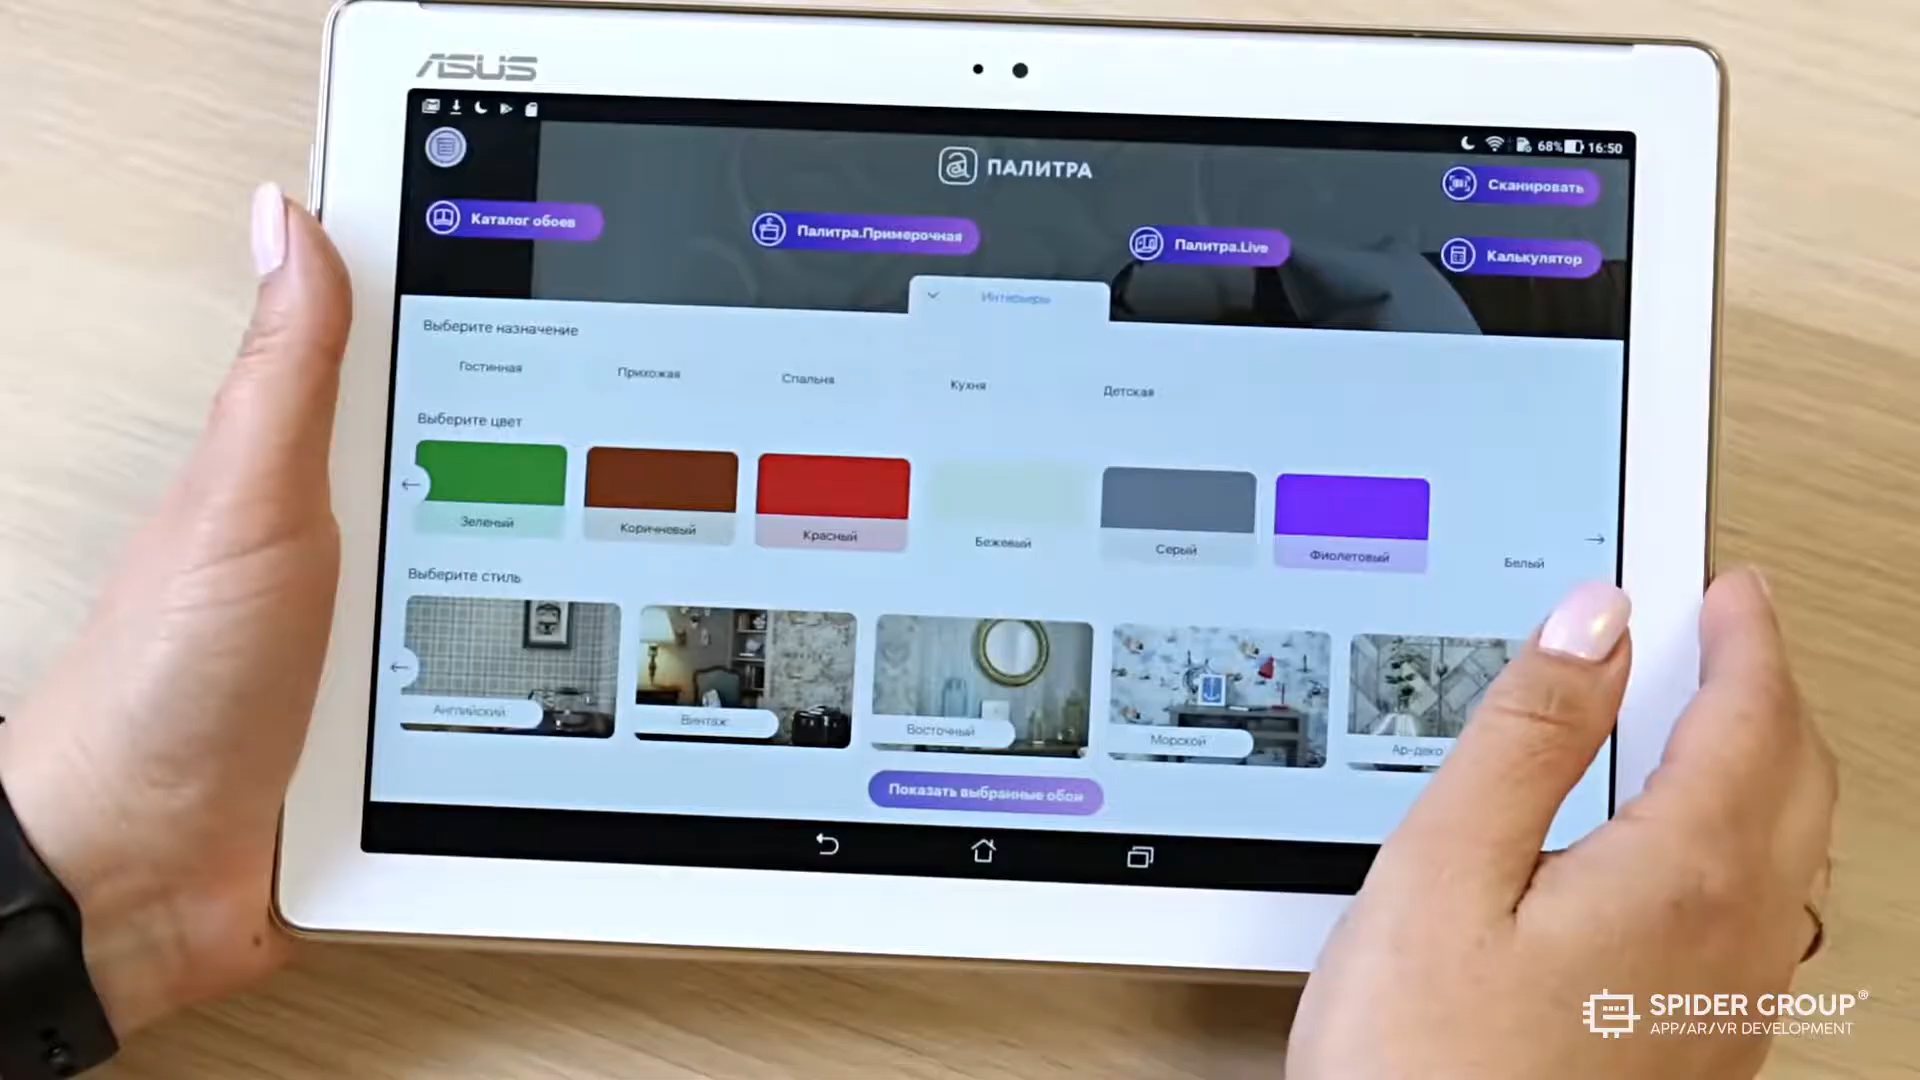 ASUS
68% 16:50
ПАЛИТРА
Сканировать
Каталог обоев
Палитра.Примерочная
Палитра.Live
Калькулятор
Интерьеры
Выберите назначение
Гостинная Прихожая Спальня Кухня Детская
Выберите цвет
Зеленый Коричневый Красный Бежевый Серый Фиолетовый Белый
Выберите стиль
Английский Винтаж Восточный Морской Ар-деко
Показать выбранные обои
SPIDER GROUP®
APP/AR/VR DEVELOPMENT